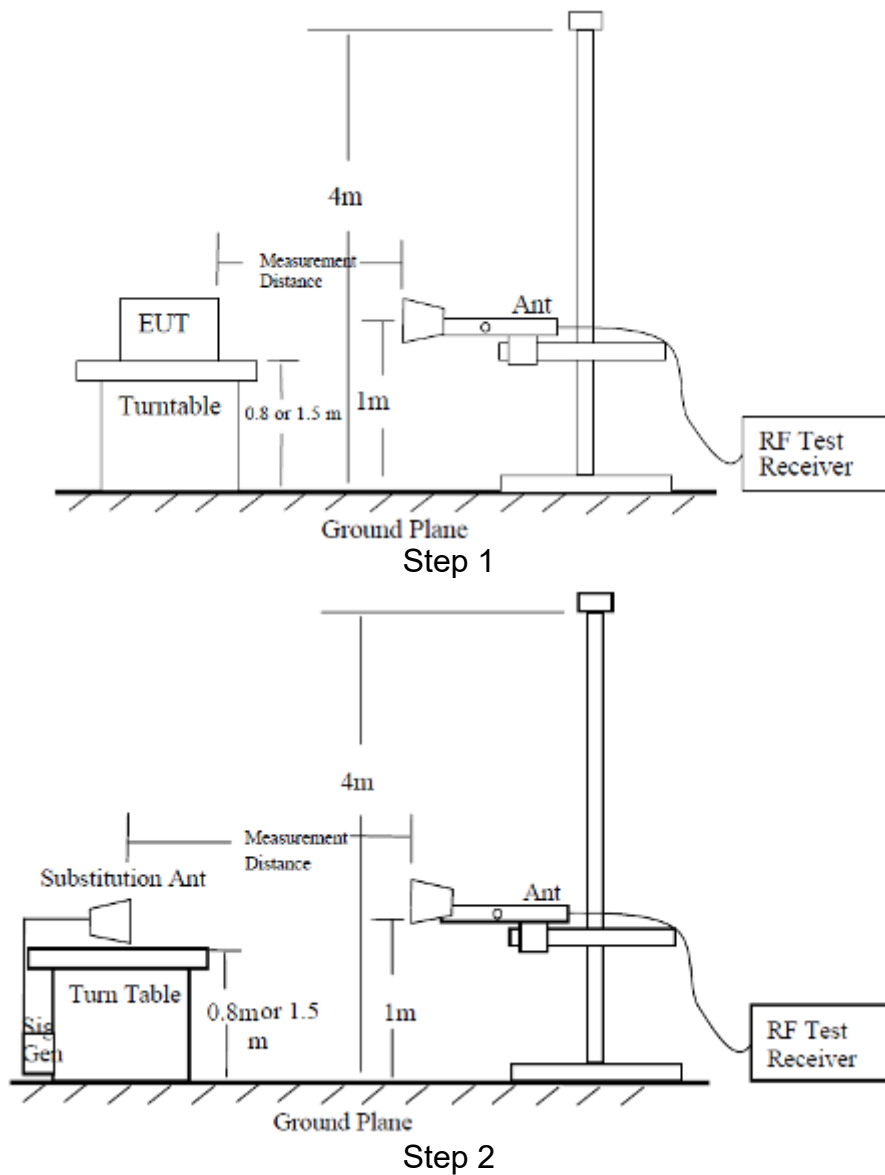 4m
Measurement
Distance
EUT
Ant
Turntable
0.8 or 1.5 m
1m
RF Test
Receiver
Ground Plane
Step 1
4m
Measurement
Distance
Substitution Ant
Ant
Turn Table
0.8m or 1.5
m
1m
Sig
Gen
RF Test
Receiver
Ground Plane
Step 2